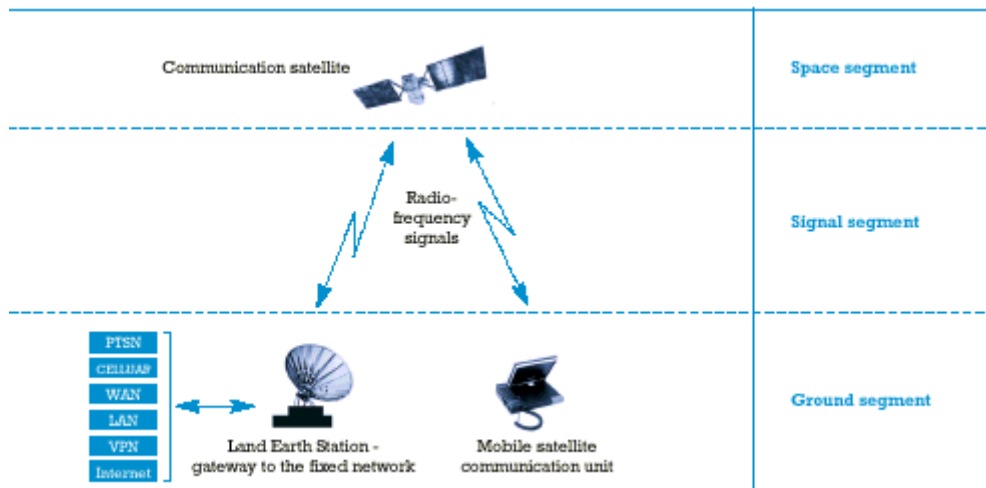 Communication satellite
Space segment
Radio-
frequency
signals
Signal segment
PTSN
CELLUAR
WAN
LAN
VPN
Internet
Land Earth Station -
gateway to the fixed network
Mobile satellite
communication unit
Ground segment